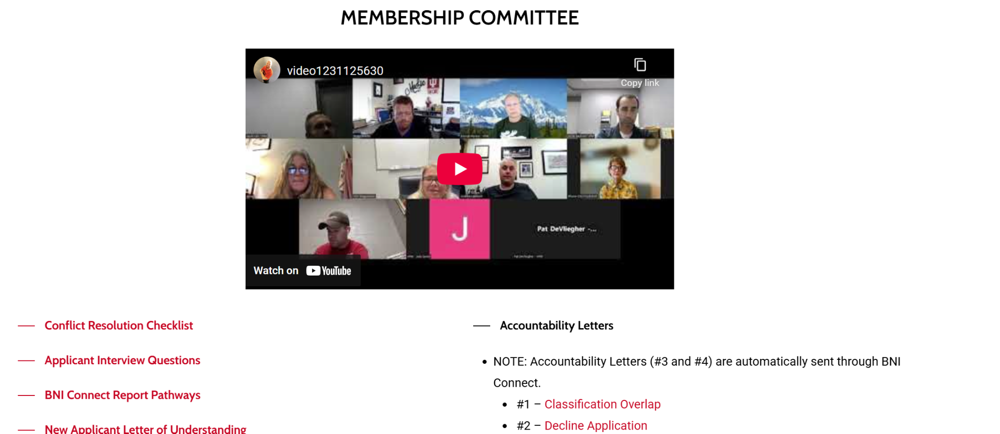 MEMBERSHIP COMMITTEE
video1231125630
Copy link
J
Pat DeVliegher -...
Watch on YouTube
Conflict Resolution Checklist
Applicant Interview Questions
BNI Connect Report Pathways
New Applicant Letter of Understanding
Accountability Letters
NOTE: Accountability Letters (#3 and #4) are automatically sent through BNI
Connect.
#1 – Classification Overlap
#2 – Decline Application